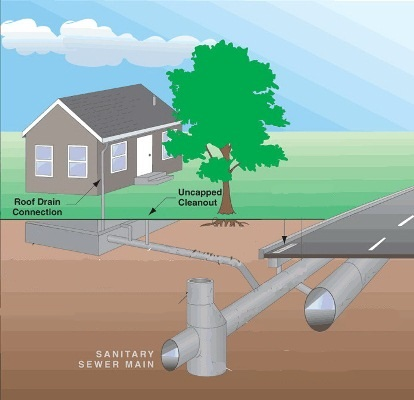 Roof Drain
Connection
Uncapped
Cleanout
SANITARY
SEWER MAIN